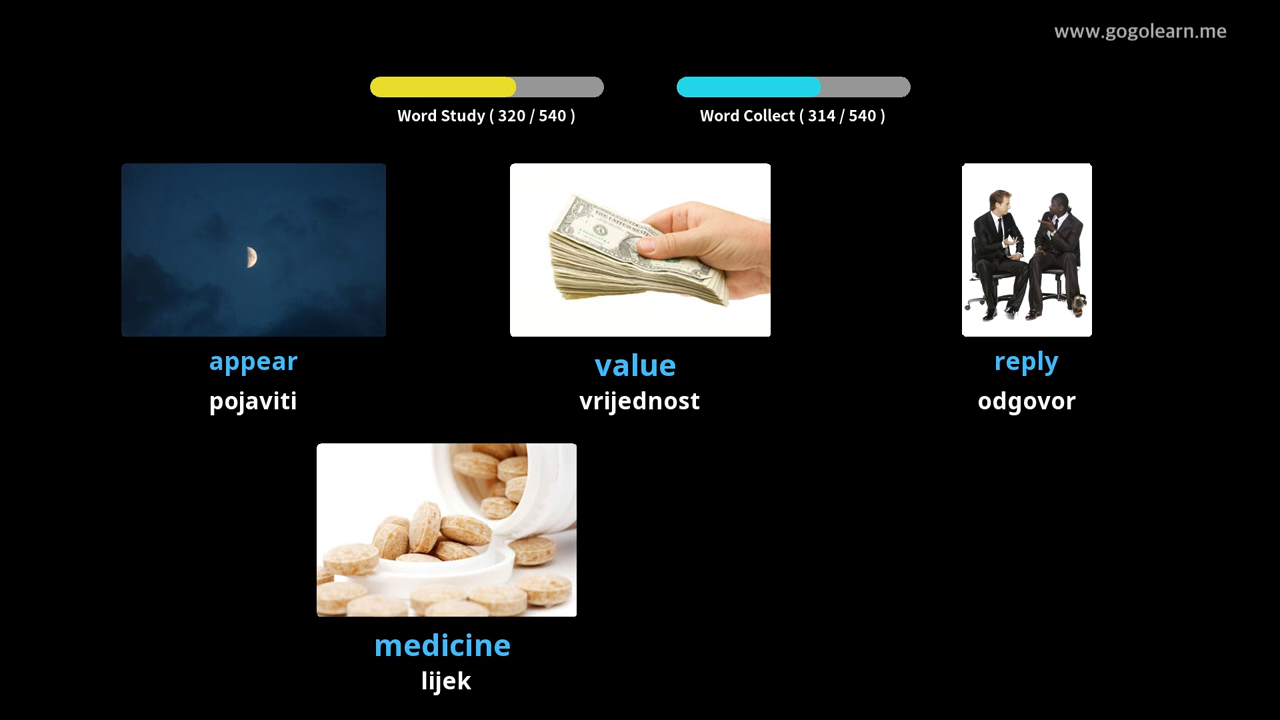 www.gogolearn.me
Word Study ( 320 / 540 )
Word Collect ( 314 / 540 )
appear
pojaviti
value
vrijednost
reply
odgovor
medicine
lijek